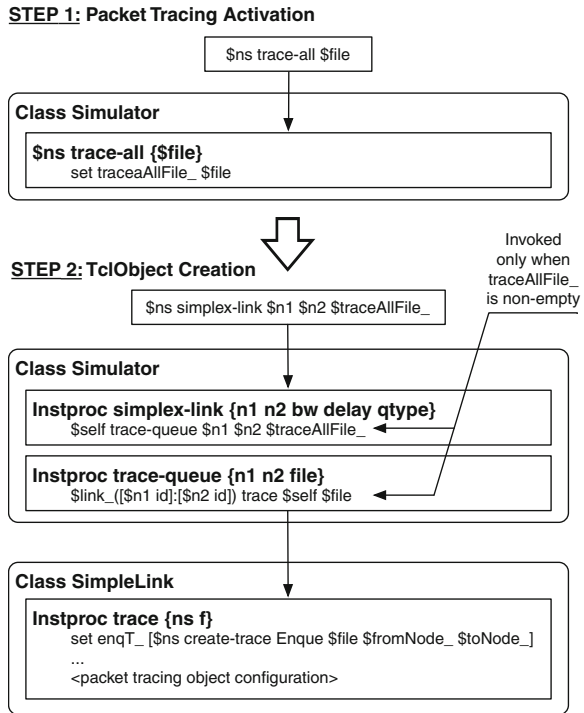 STEP 1: Packet Tracing Activation
$ns trace-all $file
Class Simulator
$ns trace-all {$file}
set traceaAllFile_ $file
Invoked
only when
traceAllFile_
is non-empty
STEP 2: TclObject Creation
$ns simplex-link $n1 $n2 $traceAllFile_
Class Simulator
Instproc simplex-link {n1 n2 bw delay qtype}
$self trace-queue $n1 $n2 $traceAllFile_
Instproc trace-queue {n1 n2 file}
$link_([$n1 id]:[$n2 id]) trace $self $file
Class SimpleLink
Instproc trace {ns f}
set enqT_ [$ns create-trace Enque $file $fromNode_ $toNode_]
...
<packet tracing object configuration>